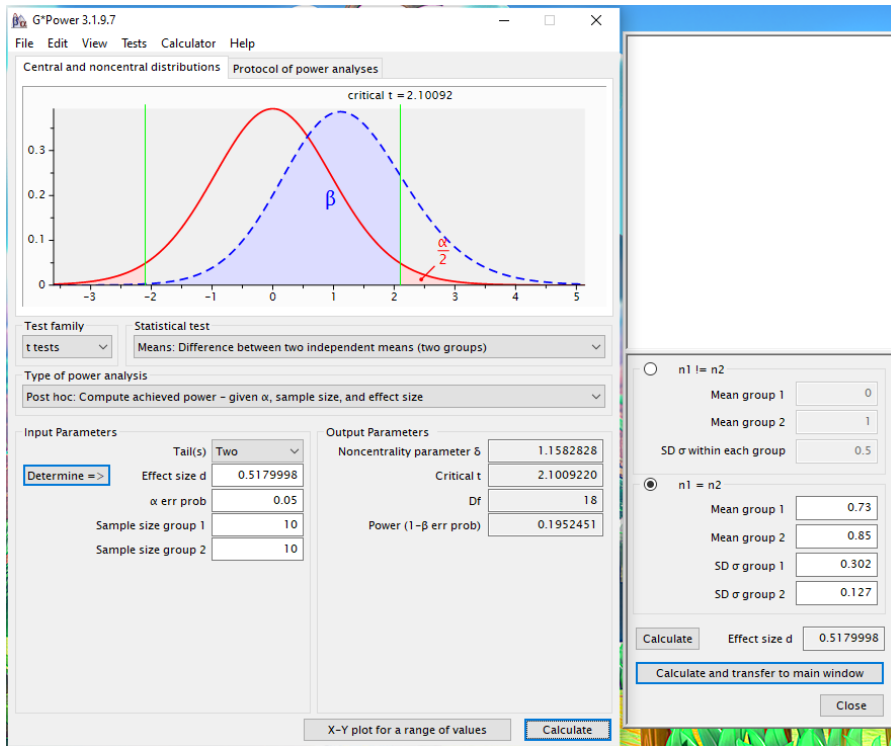 G*Power 3.1.9.7
File Edit View Tests Calculator Help
Central and noncentral distributions Protocol of power analyses
critical t = 2.10092
0.3
0.2
0.1
0
β
α
2
-3 -2 -1 0 1 2 3 4 5
Test family Statistical test
t tests Means: Difference between two independent means (two groups)
Type of power analysis
Post hoc: Compute achieved power – given α, sample size, and effect size
Input Parameters Output Parameters
Tail(s) Two Noncentrality parameter δ 1.1582828
Determine => Effect size d 0.5179998 Critical t 2.1009220
α err prob 0.05 Df 18
Sample size group 1 10 Power (1-β err prob) 0.1952451
Sample size group 2 10
X-Y plot for a range of values Calculate
n1 != n2
Mean group 1 0
Mean group 2 1
SD σ within each group 0.5
n1 = n2
Mean group 1 0.73
Mean group 2 0.85
SD σ group 1 0.302
SD σ group 2 0.127
Calculate Effect size d 0.5179998
Calculate and transfer to main window
Close